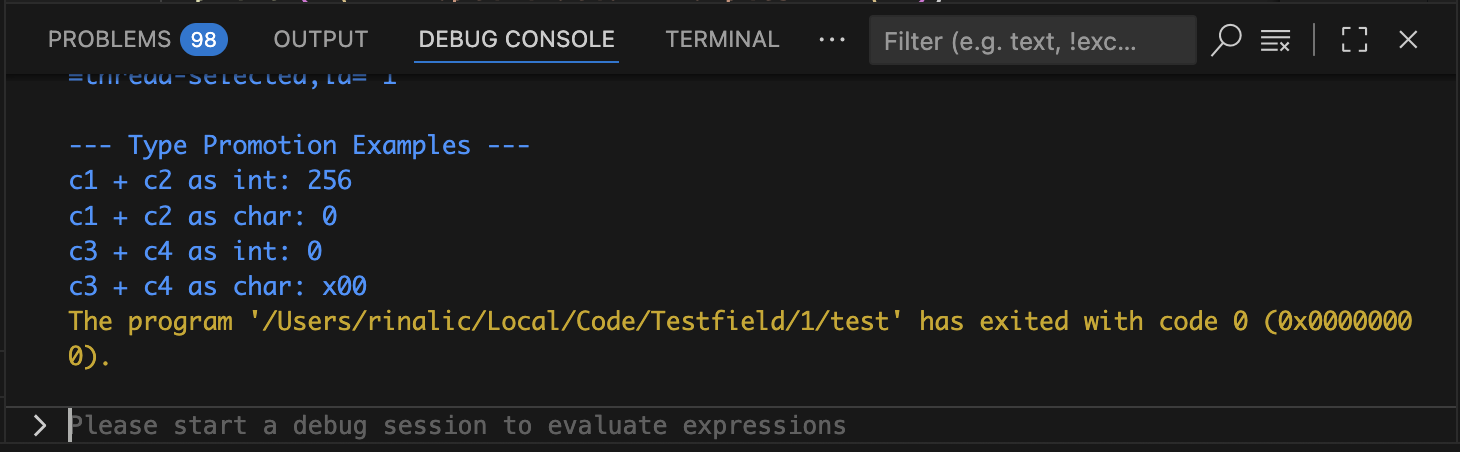 PROBLEMS 98 OUTPUT DEBUG CONSOLE TERMINAL ··· Filter (e.g. text, !exc...
=thread-selected,id="1"
--- Type Promotion Examples ---
c1 + c2 as int: 256
c1 + c2 as char: 0
c3 + c4 as int: 0
c3 + c4 as char: x00
The program '/Users/rinalic/Local/Code/Testfield/1/test' has exited with code 0 (0x0000000
0).
Please start a debug session to evaluate expressions